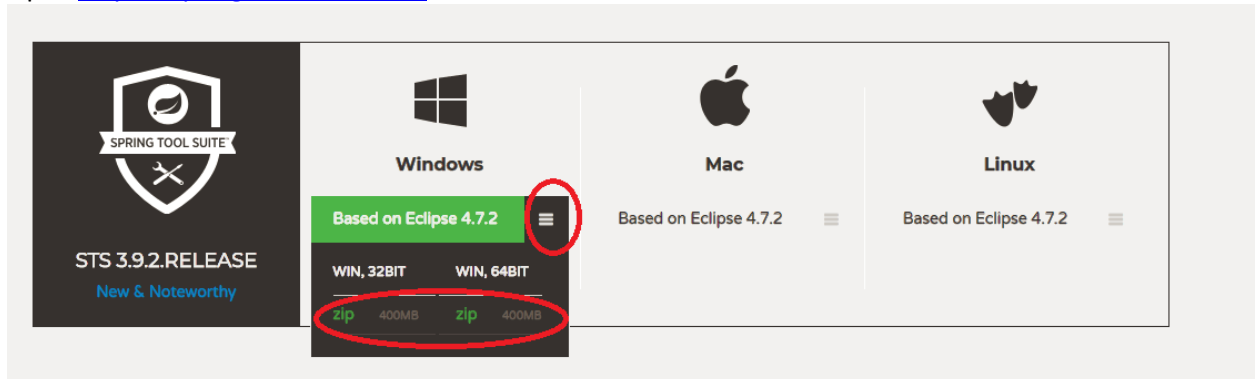 SPRING TOOL SUITE
STS 3.9.2.RELEASE
New & Noteworthy
Windows
Based on Eclipse 4.7.2
WIN, 32BIT WIN, 64BIT
zip 400MB zip 400MB
Mac
Based on Eclipse 4.7.2
Linux
Based on Eclipse 4.7.2